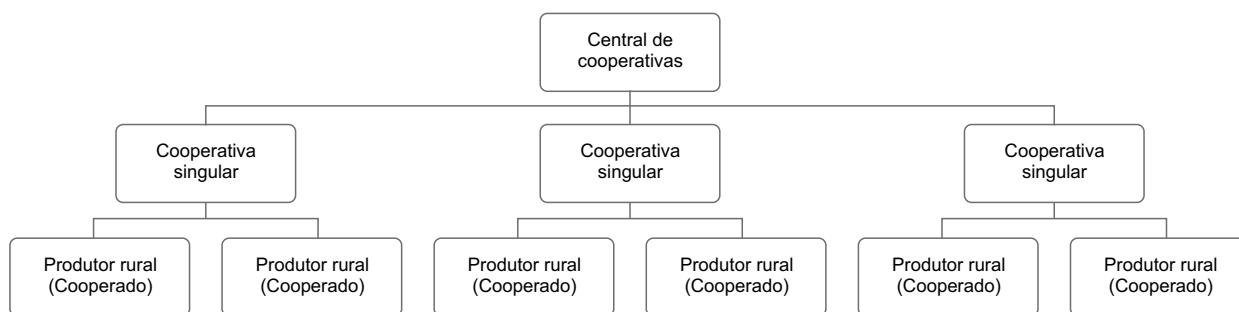 Central de
cooperativas
Cooperativa
singular
Cooperativa
singular
Cooperativa
singular
Produtor rural
(Cooperado)
Produtor rural
(Cooperado)
Produtor rural
(Cooperado)
Produtor rural
(Cooperado)
Produtor rural
(Cooperado)
Produtor rural
(Cooperado)